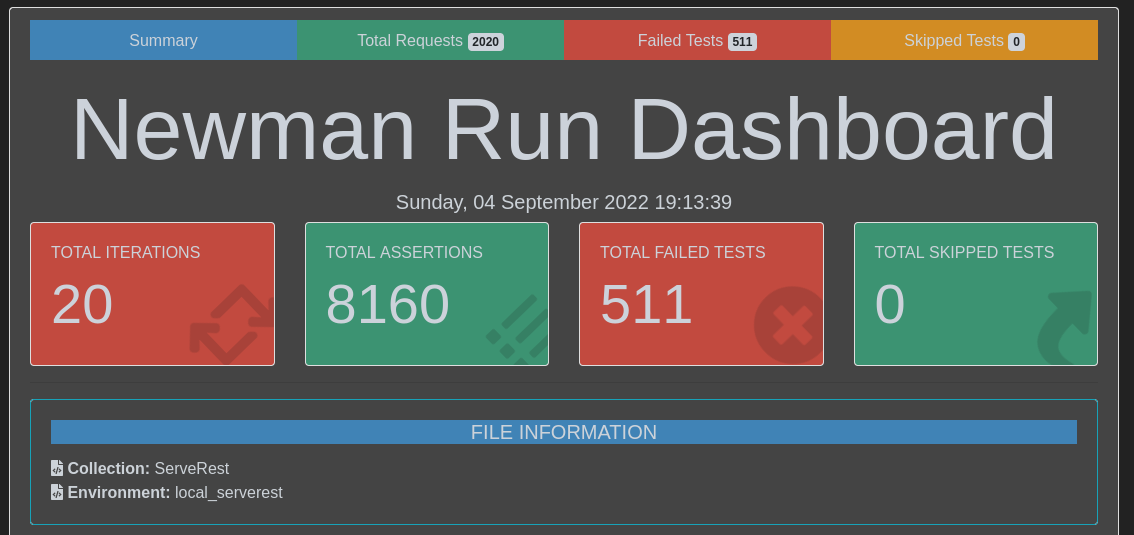 Summary
Total Requests 2020
Failed Tests 511
Skipped Tests 0
Newman Run Dashboard
Sunday, 04 September 2022 19:13:39
TOTAL ITERATIONS
20
TOTAL ASSERTIONS
8160
TOTAL FAILED TESTS
511
TOTAL SKIPPED TESTS
0
FILE INFORMATION
Collection: ServeRest
Environment: local_serverest